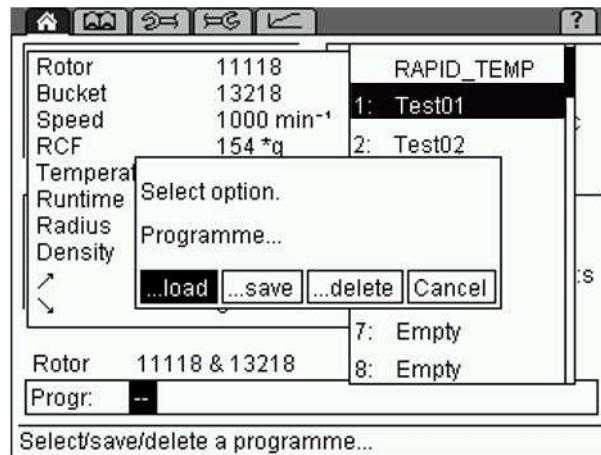 ?
Rotor 11118
Bucket 13218
Speed 1000 min⁻¹
RCF 154 *g
Temperat
Runtime
Radius
Density
RAPID_TEMP
1: Test01
2: Test02
Select option.
Programme...
...load ...save ...delete Cancel
7: Empty
8: Empty
:s
Rotor 11118 & 13218
Progr: --
Select/save/delete a programme...